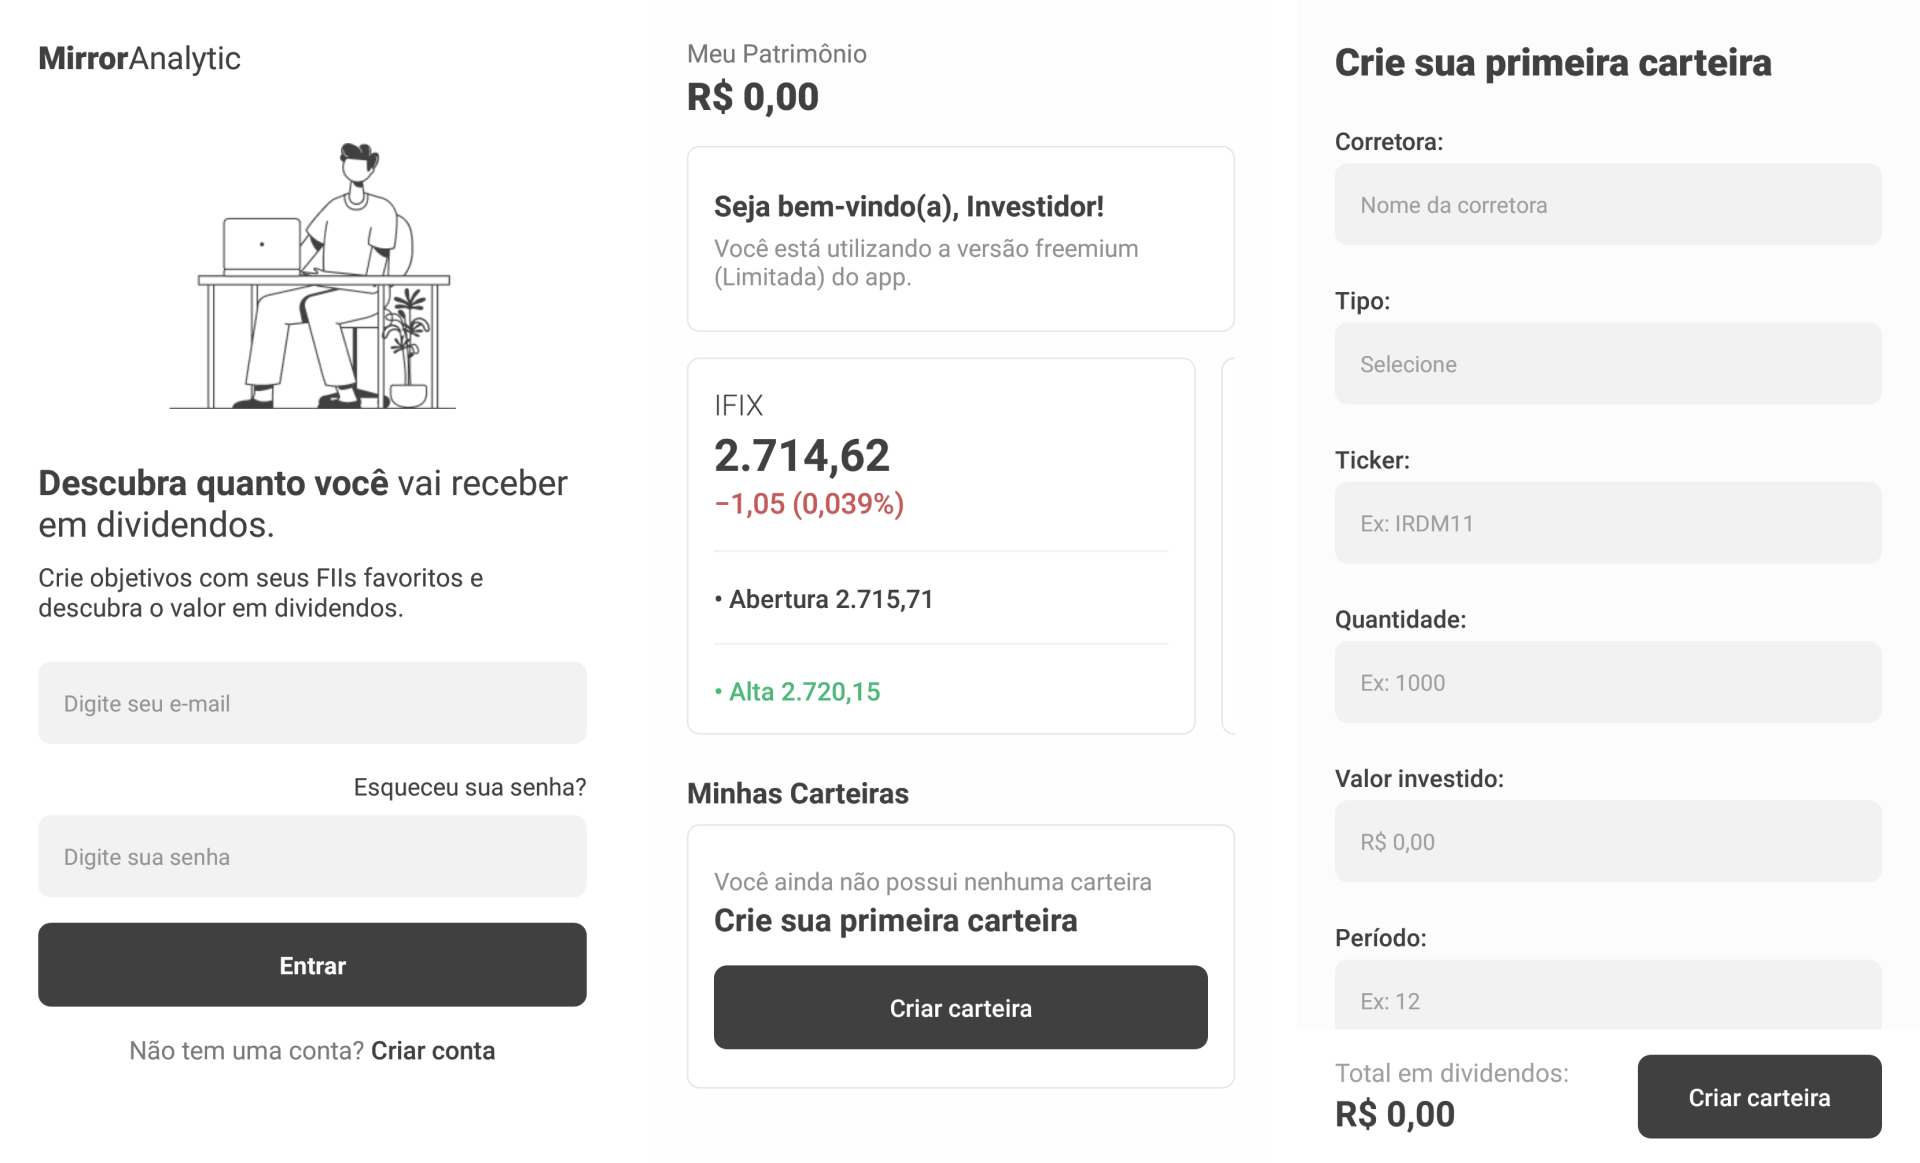 MirrorAnalytic
Descubra quanto você vai receber
em dividendos.
Crie objetivos com seus FIIs favoritos e
descubra o valor em dividendos.
Digite seu e-mail
Esqueceu sua senha?
Digite sua senha
Entrar
Não tem uma conta? Criar conta
Meu Patrimônio
R$ 0,00
Seja bem-vindo(a), Investidor!
Você está utilizando a versão freemium
(Limitada) do app.
IFIX
2.714,62
−1,05 (0,039%)
• Abertura 2.715,71
• Alta 2.720,15
Minhas Carteiras
Você ainda não possui nenhuma carteira
Crie sua primeira carteira
Criar carteira
Crie sua primeira carteira
Corretora:
Nome da corretora
Tipo:
Selecione
Ticker:
Ex: IRDM11
Quantidade:
Ex: 1000
Valor investido:
R$ 0,00
Período:
Ex: 12
Total em dividendos:
R$ 0,00
Criar carteira